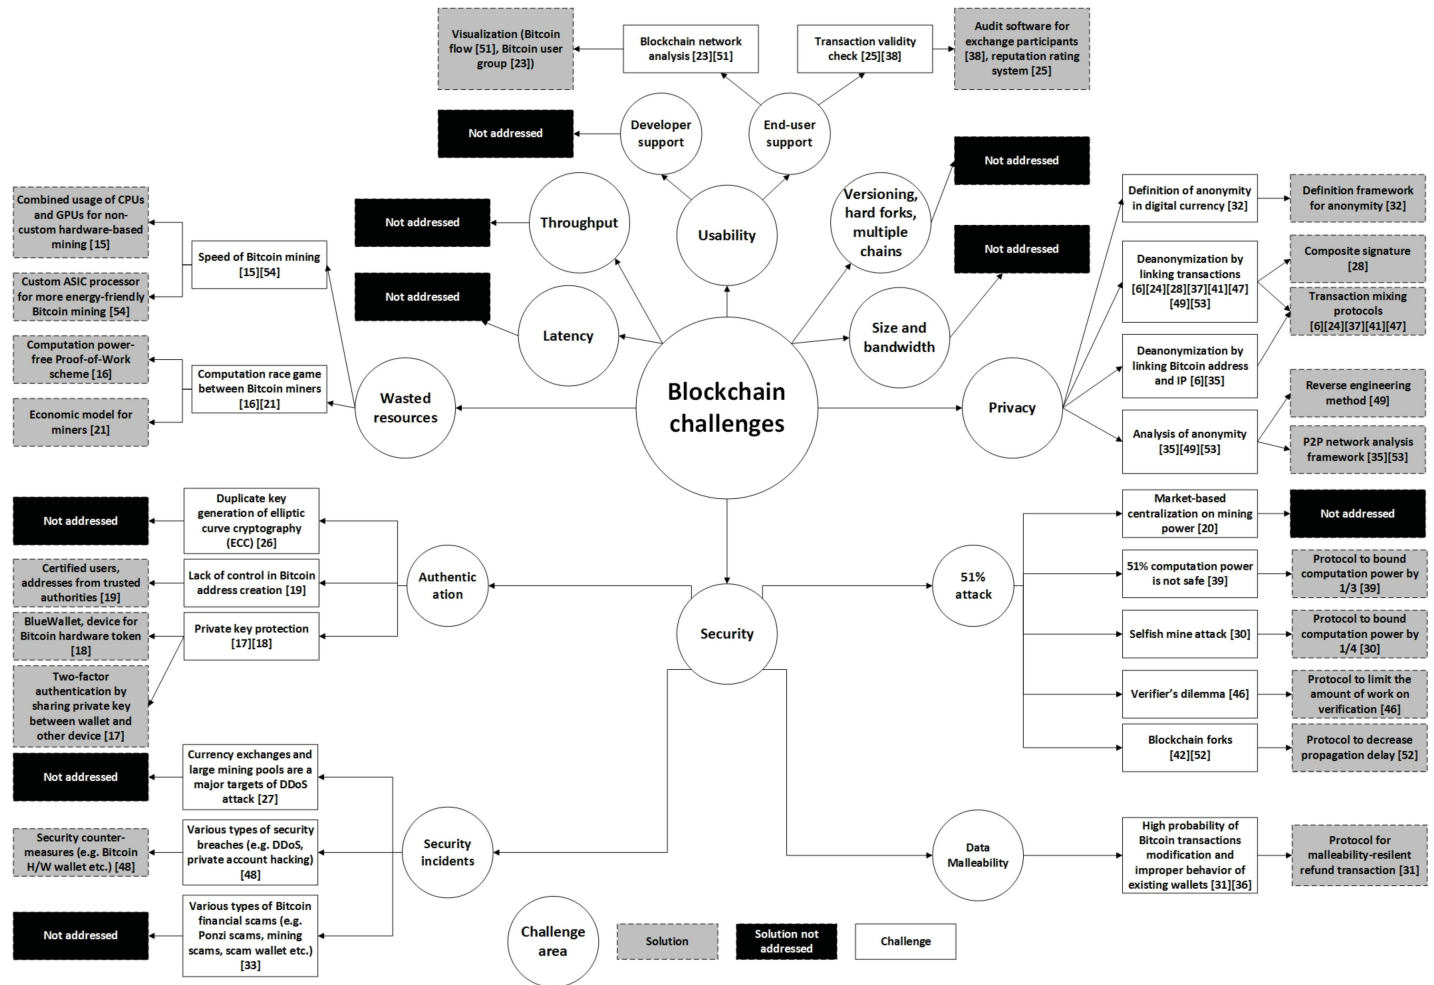 Visualization (Bitcoin
flow [51], Bitcoin user
group [23])
Blockchain network
analysis [23][51]
Transaction validity
check [25][38]
Audit software for
exchange participants
[38], reputation rating
system [25]
Not addressed
Developer
support
End-user
support
Not addressed
Combined usage of CPUs
and GPUs for non-
custom hardware-based
mining [15]
Custom ASIC processor
for more energy-friendly
Bitcoin mining [54]
Speed of Bitcoin mining
[15][54]
Not addressed
Throughput
Usability
Versioning,
hard forks,
multiple
chains
Not addressed
Not addressed
Latency
Size and
bandwidth
Definition of anonymity
in digital currency [32]
Definition framework
for anonymity [32]
Deanonymization by
linking transactions
[6][24][28][37][41][47]
[49][53]
Composite signature
[28]
Transaction mixing
protocols
[6][24][37][41][47]
Computation power-
free Proof-of-Work
scheme [16]
Economic model for
miners [21]
Computation race game
between Bitcoin miners
[16][21]
Wasted
resources
Blockchain
challenges
Privacy
Deanonymization by
linking Bitcoin address
and IP [6][35]
Analysis of anonymity
[35][49][53]
Reverse engineering
method [49]
P2P network analysis
framework [35][53]
Not addressed
Duplicate key
generation of elliptic
curve cryptography
(ECC) [26]
Certified users,
addresses from trusted
authorities [19]
Lack of control in Bitcoin
address creation [19]
BlueWallet, device for
Bitcoin hardware token
[18]
Private key protection
[17][18]
Two-factor
authentication by
sharing private key
between wallet and
other device [17]
Authentic
ation
Security
51%
attack
Market-based
centralization on mining
power [20]
Not addressed
51% computation power
is not safe [39]
Protocol to bound
computation power by
1/3 [39]
Selfish mine attack [30]
Protocol to bound
computation power by
1/4 [30]
Verifier’s dilemma [46]
Protocol to limit the
amount of work on
verification [46]
Blockchain forks
[42][52]
Protocol to decrease
propagation delay [52]
Not addressed
Currency exchanges and
large mining pools are a
major targets of DDoS
attack [27]
Security counter-
measures (e.g. Bitcoin
H/W wallet etc.) [48]
Various types of security
breaches (e.g. DDoS,
private account hacking)
[48]
Not addressed
Various types of Bitcoin
financial scams (e.g.
Ponzi scams, mining
scams, scam wallet etc.)
[33]
Security
incidents
Data
Malleability
High probability of
Bitcoin transactions
modification and
improper behavior of
existing wallets [31][36]
Protocol for
malleability-resilient
refund transaction [31]
Challenge
area
Solution
Solution not
addressed
Challenge